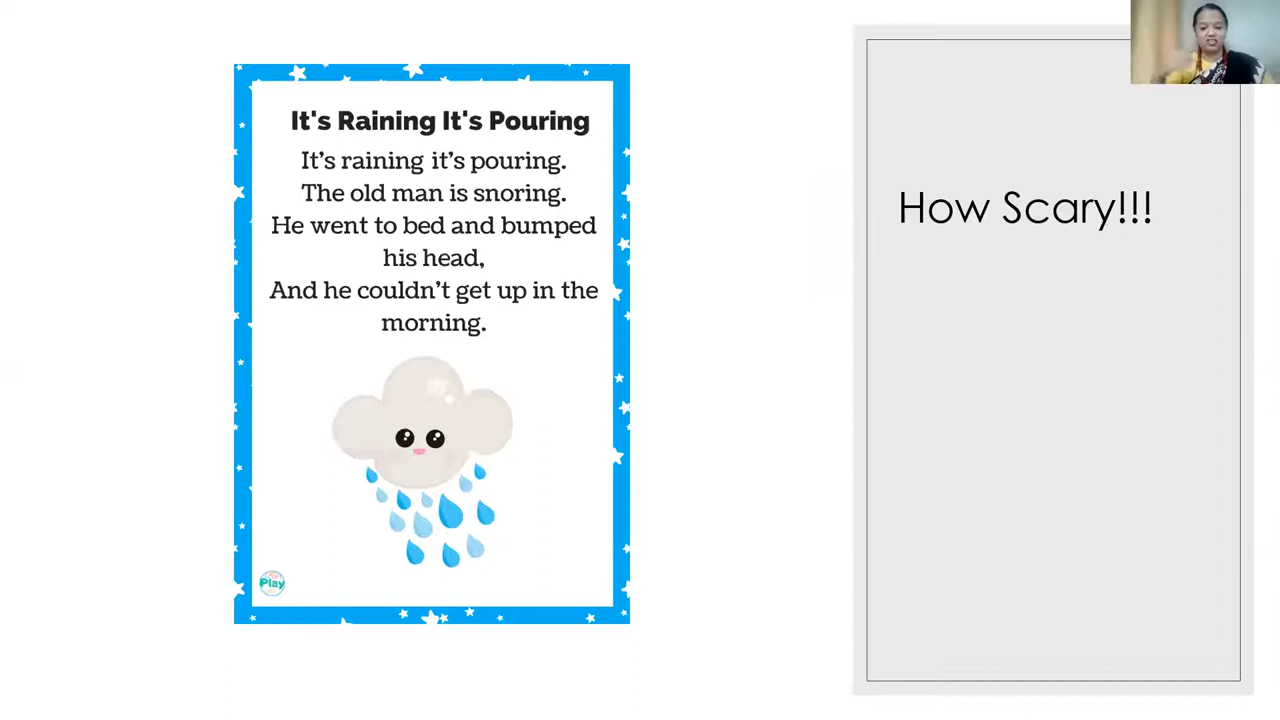 It's Raining It's Pouring
It's raining it's pouring.
The old man is snoring.
He went to bed and bumped
his head,
And he couldn't get up in the
morning.
Play
How Scary!!!